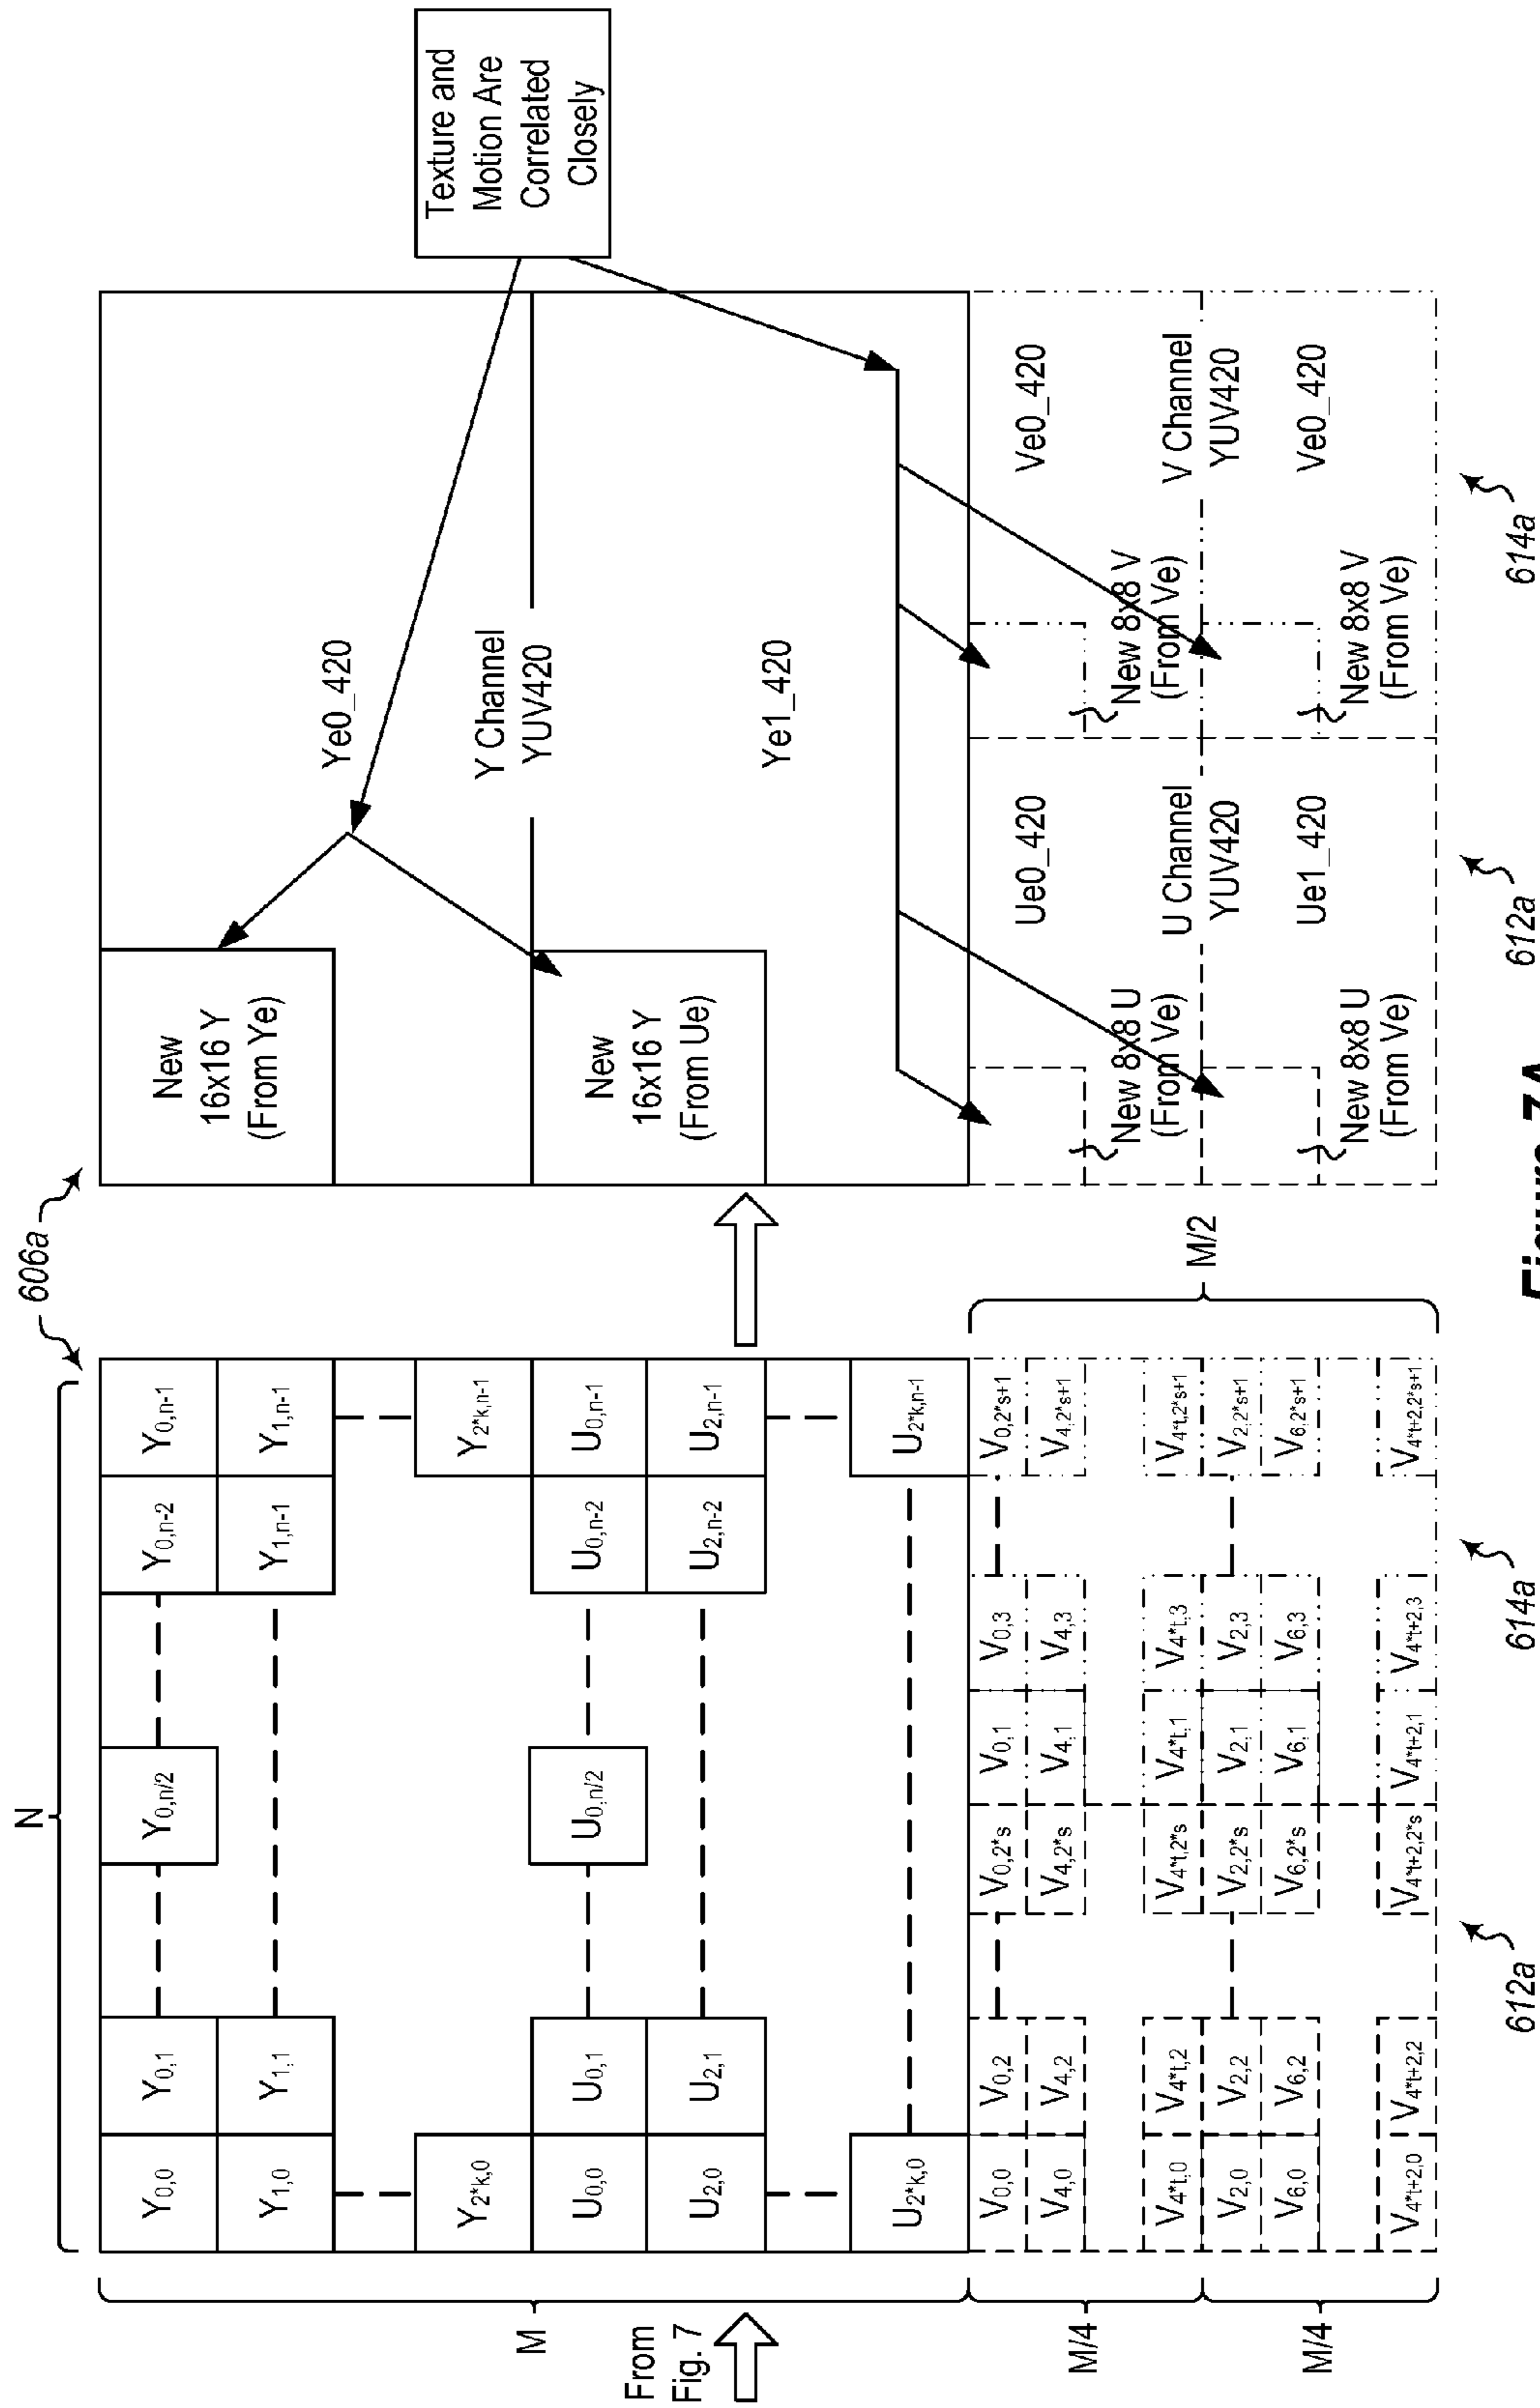 606a
N
M
From
Fig. 7
M/4
M/4
M/2
Y0,0 Y0,1 Y0,n/2 Y0,n-2 Y0,n-1
Y1,0 Y1,1 Y1,n-1 Y1,n-1
Y2*k,0 Y2*k,n-1
U0,0 U0,1 U0,n/2 U0,n-2 U0,n-1
U2,0 U2,1 U2,n-2 U2,n-1
U2*k,0 U2*k,n-1
V0,0 V0,2 V0,2*s V0,1 V0,3 V0,2*s+1
V4,0 V4,2 V4,2*s V4,1 V4,3 V4,2*s+1
V4*t,0 V4*t,2 V4*t,2*s V4*t,1 V4*t,3 V4*t,2*s+1
V2,0 V2,2 V2,2*s V2,1 V2,3 V2,2*s+1
V6,0 V6,2 V6,2*s V6,1 V6,3 V6,2*s+1
V4*t+2,0 V4*t+2,2 V4*t+2,2*s V4*t+2,1 V4*t+2,3 V4*t+2,2*s+1
612a
614a
New
16x16 Y
(From Ye)
Ye0_420
Y Channel
YUV420
New
16x16 Y
(From Ue)
Ye1_420
Texture and
Motion Are
Correlated
Closely
Ue0_420
New 8x8 U
(From Ve)
U Channel
YUV420
Ue1_420
New 8x8 U
(From Ve)
Ve0_420
New 8x8 V
(From Ve)
V Channel
YUV420
Ve0_420
New 8x8 V
(From Ve)
612a
614a
Figure 7A